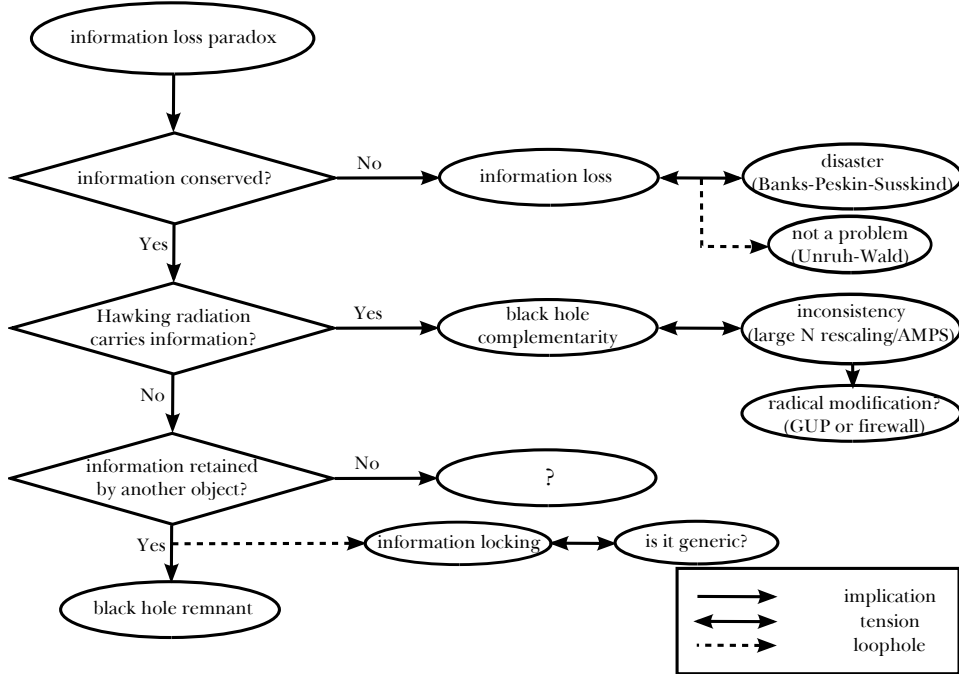 information loss paradox
information conserved?
No
information loss
disaster
(Banks-Peskin-Susskind)
Yes
not a problem
(Unruh-Wald)
Hawking radiation
carries information?
Yes
black hole
complementarity
inconsistency
(large N rescaling/AMPS)
No
radical modification?
(GUP or firewall)
information retained
by another object?
No
?
Yes
information locking
is it generic?
black hole remnant
implication
tension
loophole